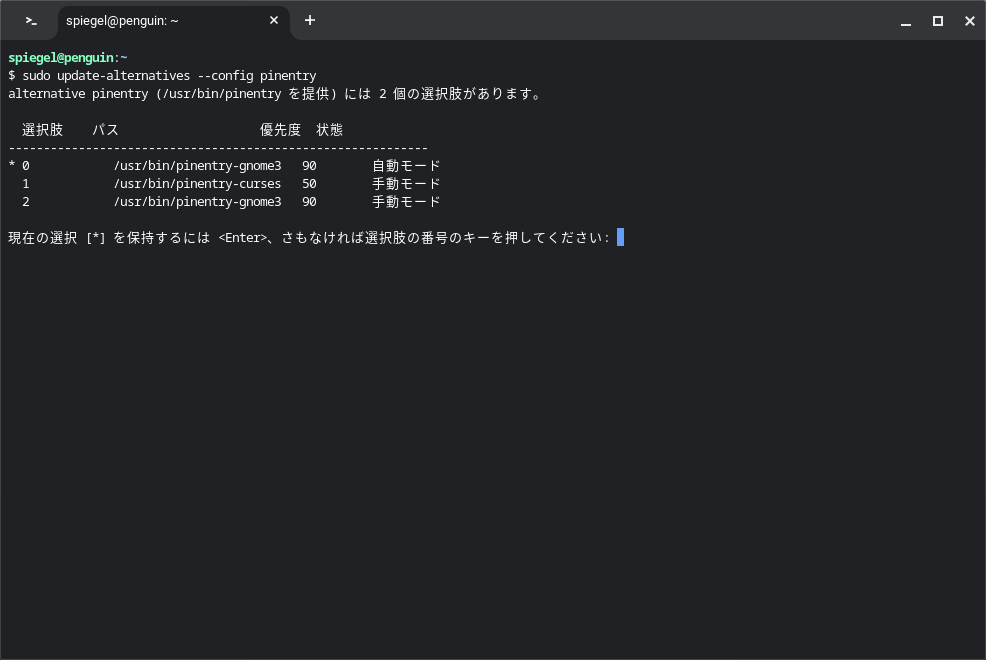 spiegel@penguin: ~
spiegel@penguin:~
$ sudo update-alternatives --config pinentry
alternative pinentry (/usr/bin/pinentry を提供) には 2 個の選択肢があります。
選択肢 パス 優先度 状態
------------------------------------------------------------
* 0 /usr/bin/pinentry-gnome3 90 自動モード
1 /usr/bin/pinentry-curses 50 手動モード
2 /usr/bin/pinentry-gnome3 90 手動モード
現在の選択 [*] を保持するには <Enter>、さもなければ選択肢の番号のキーを押してください: